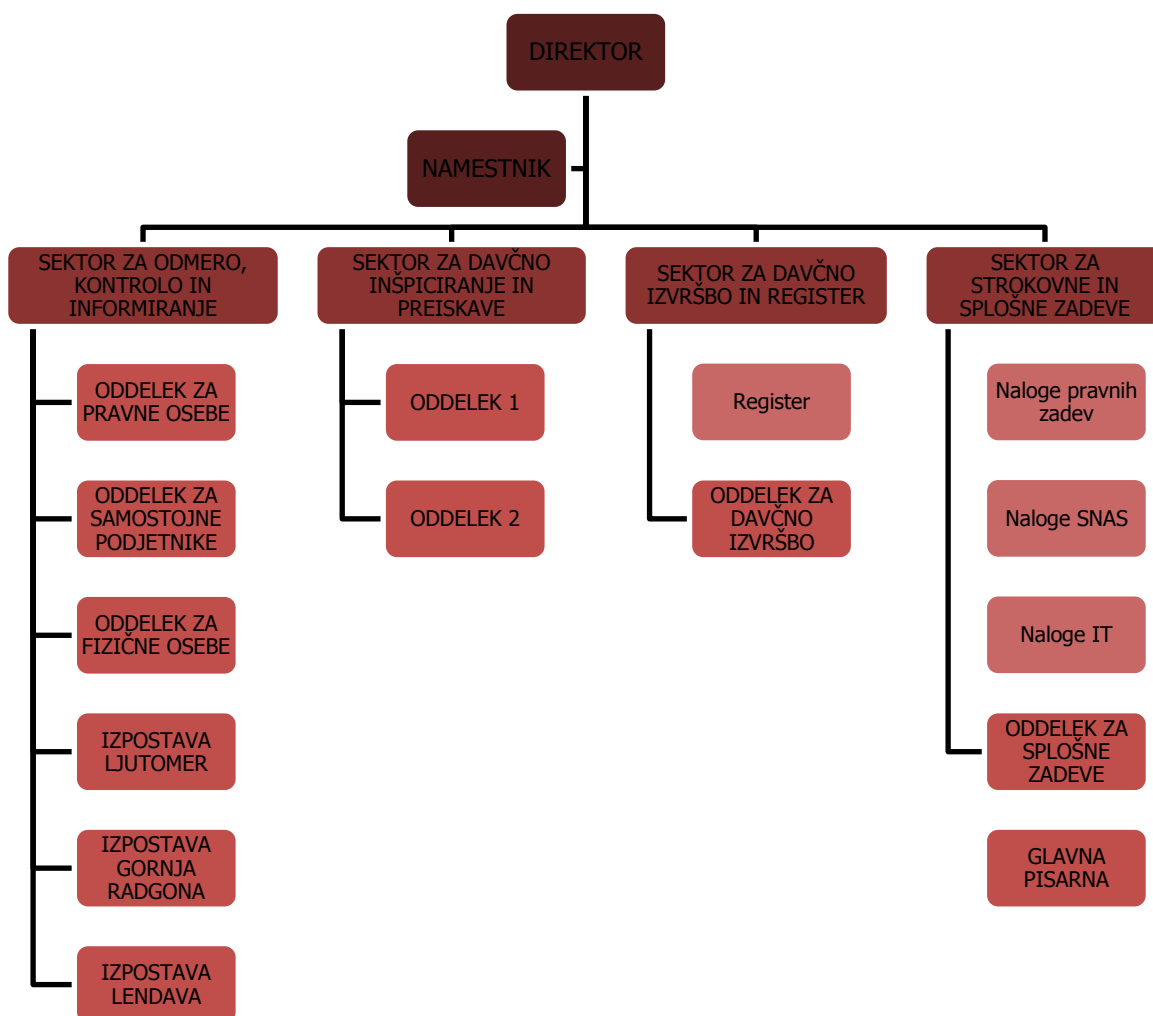 DIREKTOR
NAMESTNIK
SEKTOR ZA ODMERO,
KONTROLO IN
INFORMIRANJE
ODDELEK ZA
PRAVNE OSEBE
ODDELEK ZA
SAMOSTOJNE
PODJETNIKE
ODDELEK ZA
FIZIČNE OSEBE
IZPOSTAVA
LJUTOMER
IZPOSTAVA
GORNJA
RADGONA
IZPOSTAVA
LENDAVA
SEKTOR ZA DAVČNO
INŠPICIRANJE IN
PREISKAVE
ODDELEK 1
ODDELEK 2
SEKTOR ZA DAVČNO
IZVRŠBO IN REGISTER
Register
ODDELEK ZA
DAVČNO
IZVRŠBO
SEKTOR ZA
STROKOVNE IN
SPLOŠNE ZADEVE
Naloge pravnih
zadev
Naloge SNAS
Naloge IT
ODDELEK ZA
SPLOŠNE
ZADEVE
GLAVNA
PISARNA